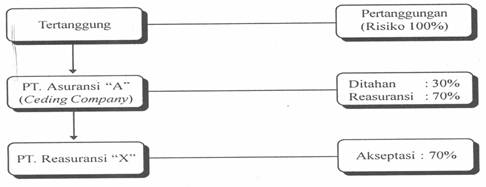 Tertanggung
Pertanggungan
(Risiko 100%)
PT. Asuransi "A"
(Ceding Company)
Ditahan : 30%
Reasuransi : 70%
PT. Reasuransi "X"
Akseptasi : 70%